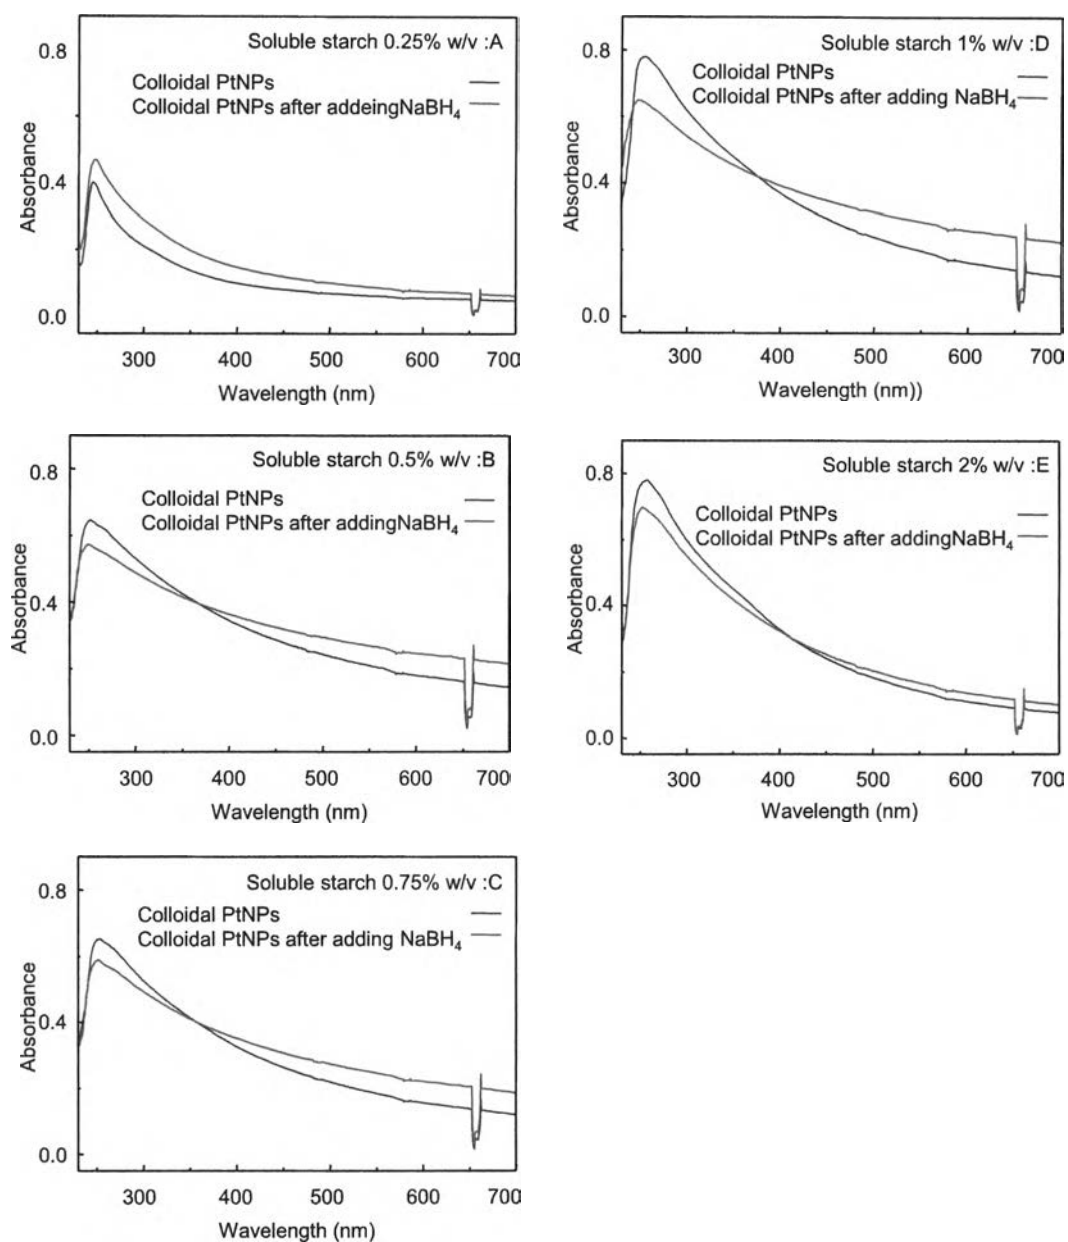 Soluble starch 0.25% w/v :A
Colloidal PtNPs
Colloidal PtNPs after addeingNaBH4
Absorbance
0.8
0.4
0.0
300 400 500 600 700
Wavelength (nm)
Soluble starch 1% w/v :D
Colloidal PtNPs
Colloidal PtNPs after adding NaBH4
Absorbance
0.8
0.4
0.0
300 400 500 600 700
Wavelength (nm))
Soluble starch 0.5% w/v :B
Colloidal PtNPs
Colloidal PtNPs after addingNaBH4
Absorbance
0.8
0.4
0.0
300 400 500 600 700
Wavelength (nm)
Soluble starch 2% w/v :E
Colloidal PtNPs
Colloidal PtNPs after addingNaBH4
Absorbance
0.8
0.4
0.0
300 400 500 600 700
Wavelength (nm)
Soluble starch 0.75% w/v :C
Colloidal PtNPs
Colloidal PtNPs after adding NaBH4
Absorbance
0.8
0.4
0.0
300 400 500 600 700
Wavelength (nm)